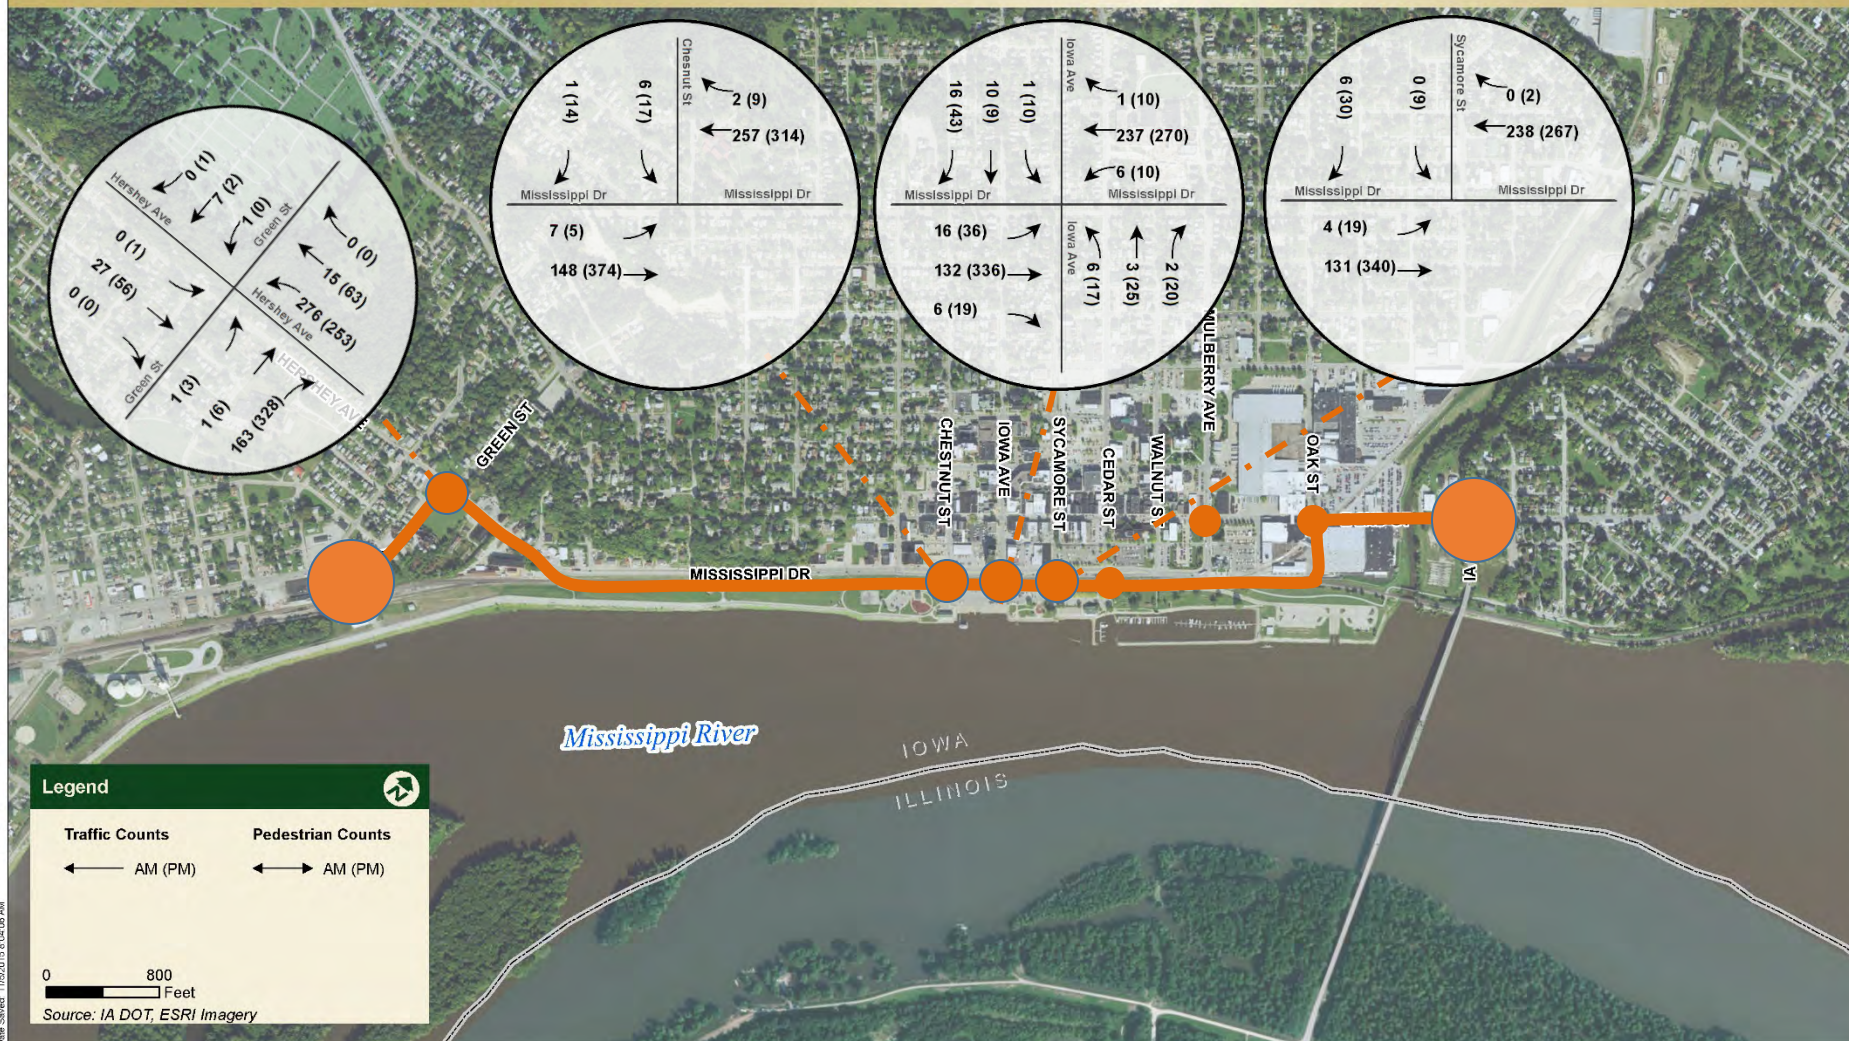 Hershey Ave
0 (1)
7 (2)
1 (0)
Green St
0 (0)
15 (63)
276 (253)
Hershey Ave
0 (1)
27 (56)
0 (0)
Green St
1 (3)
1 (6)
163 (328)
1 (14)
6 (17)
Chesnut St
2 (9)
257 (314)
Mississippi Dr
Mississippi Dr
7 (5)
148 (374)
16 (43)
10 (9)
1 (10)
Iowa Ave
1 (10)
237 (270)
6 (10)
Mississippi Dr
Mississippi Dr
16 (36)
132 (336)
6 (19)
Iowa Ave
6 (17)
3 (25)
2 (20)
6 (30)
0 (9)
Sycamore St
0 (2)
238 (267)
Mississippi Dr
Mississippi Dr
4 (19)
131 (340)
HERSHEY AVE
GREEN ST
CHESTNUT ST
IOWA AVE
SYCAMORE ST
CEDAR ST
WALNUT ST
MULBERRY AVE
OAK ST
MISSISSIPPI DR
IA
Mississippi River
IOWA
ILLINOIS
Legend
N
Traffic Counts
Pedestrian Counts
AM (PM)
AM (PM)
0 800
Feet
Source: IA DOT, ESRI Imagery